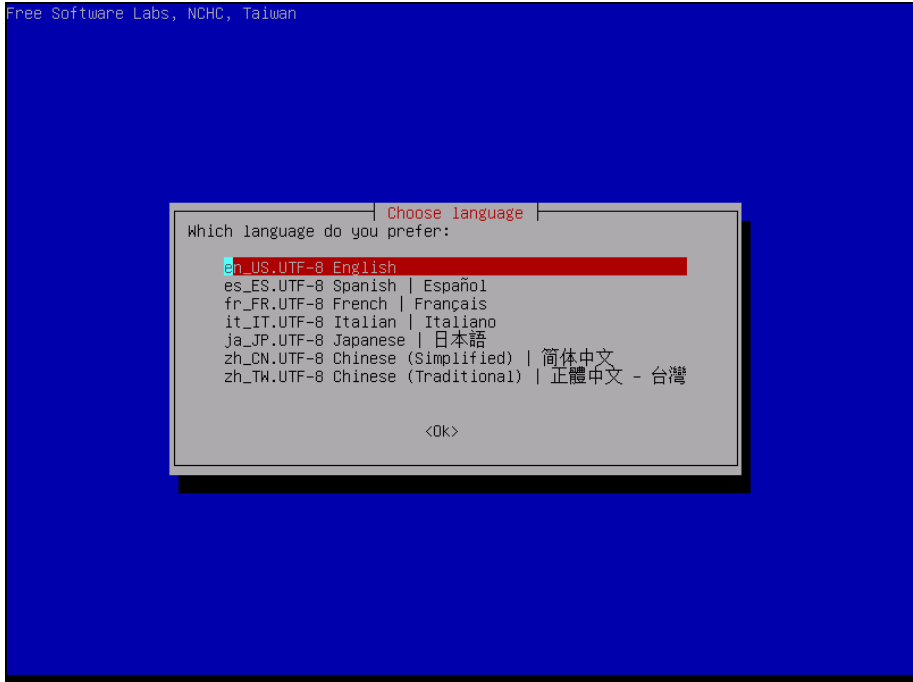 Free Software Labs, NCHC, Taiwan
Choose language
Which language do you prefer:
en_US.UTF-8 English
es_ES.UTF-8 Spanish | Español
fr_FR.UTF-8 French | Français
it_IT.UTF-8 Italian | Italiano
ja_JP.UTF-8 Japanese | 日本語
zh_CN.UTF-8 Chinese (Simplified) | 简体中文
zh_TW.UTF-8 Chinese (Traditional) | 正體中文 - 台灣
<Ok>